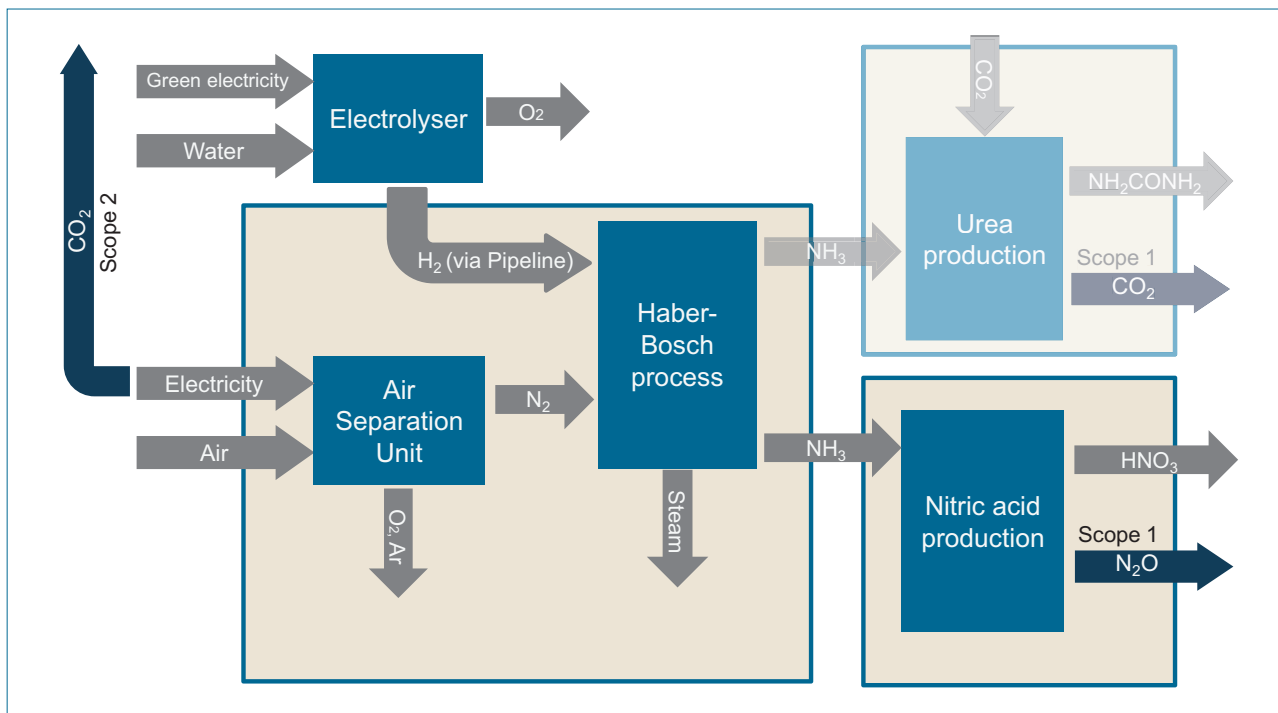 Green electricity
Water
Electrolyser
O₂
CO₂
Scope 2
H₂ (via Pipeline)
Electricity
Air
Air
Separation
Unit
N₂
O₂, Ar
Haber-
Bosch
process
Steam
NH₃
CO₂
Urea
production
NH₂CONH₂
Scope 1
CO₂
NH₃
Nitric acid
production
HNO₃
Scope 1
N₂O